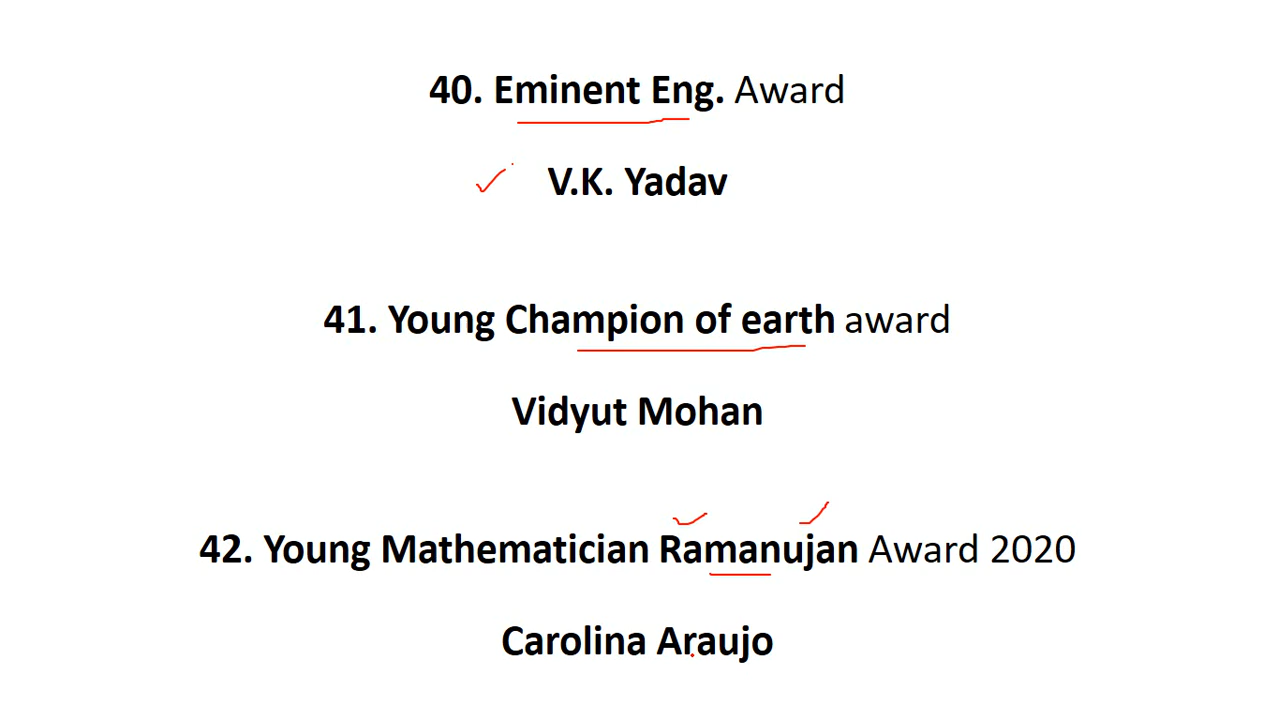 40. Eminent Eng. Award
V.K. Yadav
41. Young Champion of earth award
Vidyut Mohan
42. Young Mathematician Ramanujan Award 2020
Carolina Araujo